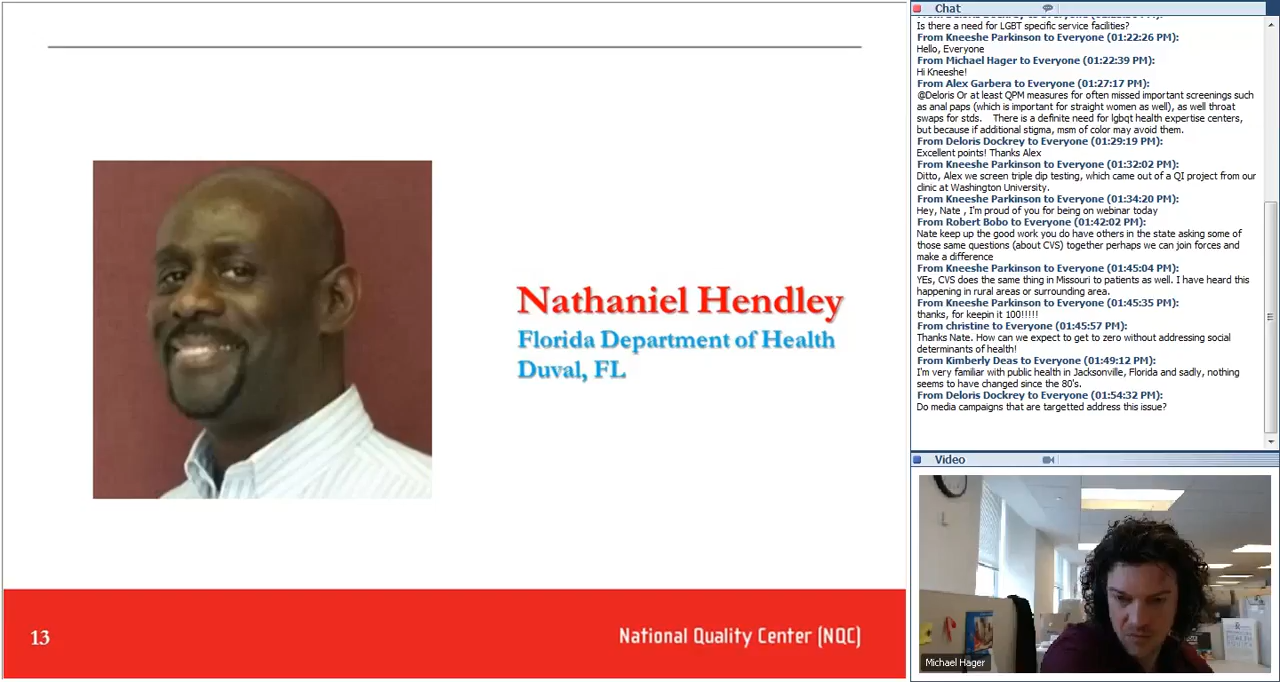 Nathaniel Hendley
Florida Department of Health
Duval, FL
13
National Quality Center (NQC)
Chat
Is there a need for LGBT specific service facilities?
From Kneeshe Parkinson to Everyone (01:22:26 PM):
Hello, Everyone
From Michael Hager to Everyone (01:22:39 PM):
Hi Kneeshe!
From Alex Garbera to Everyone (01:27:17 PM):
@Deloris Or at least QPM measures for often missed important screenings such
as anal paps (which is important for straight women as well), as well throat
swaps for stds. There is a definite need for lgbqt health expertise centers,
but because if additional stigma, msm of color may avoid them.
From Deloris Dockrey to Everyone (01:29:19 PM):
Excellent points! Thanks Alex
From Kneeshe Parkinson to Everyone (01:32:02 PM):
Ditto, Alex we screen triple dip testing, which came out of a QI project from our
clinic at Washington University.
From Kneeshe Parkinson to Everyone (01:34:20 PM):
Hey, Nate , I'm proud of you for being on webinar today
From Robert Bobo to Everyone (01:42:02 PM):
Nate keep up the good work you do have others in the state asking some of
those same questions (about CVS) together perhaps we can join forces and
make a difference
From Kneeshe Parkinson to Everyone (01:45:04 PM):
YEs, CVS does the same thing in Missouri to patients as well. I have heard this
happening in rural areas or surrounding area.
From Kneeshe Parkinson to Everyone (01:45:35 PM):
thanks, for keepin it 100!!!!!
From christine to Everyone (01:45:57 PM):
Thanks Nate. How can we expect to get to zero without addressing social
determinants of health!
From Kimberly Deas to Everyone (01:49:12 PM):
I'm very familiar with public health in Jacksonville, Florida and sadly, nothing
seems to have changed since the 80's.
From Deloris Dockrey to Everyone (01:54:32 PM):
Do media campaigns that are targetted address this issue?
Video
Michael Hager